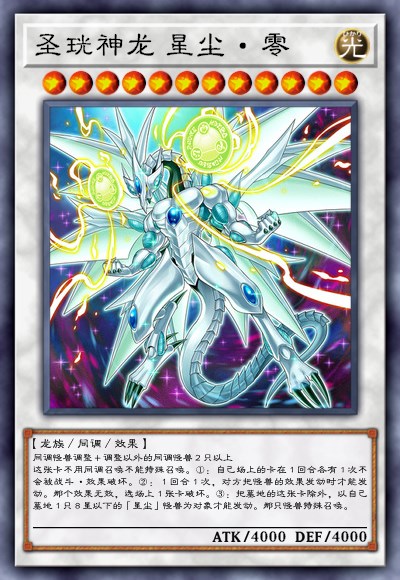 圣珖神龙 星尘·零
光
【龙族/同调/效果】
同调怪兽调整+调整以外的同调怪兽2只以上
这张卡不用同调召唤不能特殊召唤。①:自己场上的卡在1回合各有1次不
会被战斗·效果破坏。②:1回合1次,对方把怪兽的效果发动时才能发
动。那个效果无效,选场上1张卡破坏。③:把墓地的这张卡除外,以自己
墓地1只8星以下的「星尘」怪兽为对象才能发动。那只怪兽特殊召唤。
ATK/4000 DEF/4000